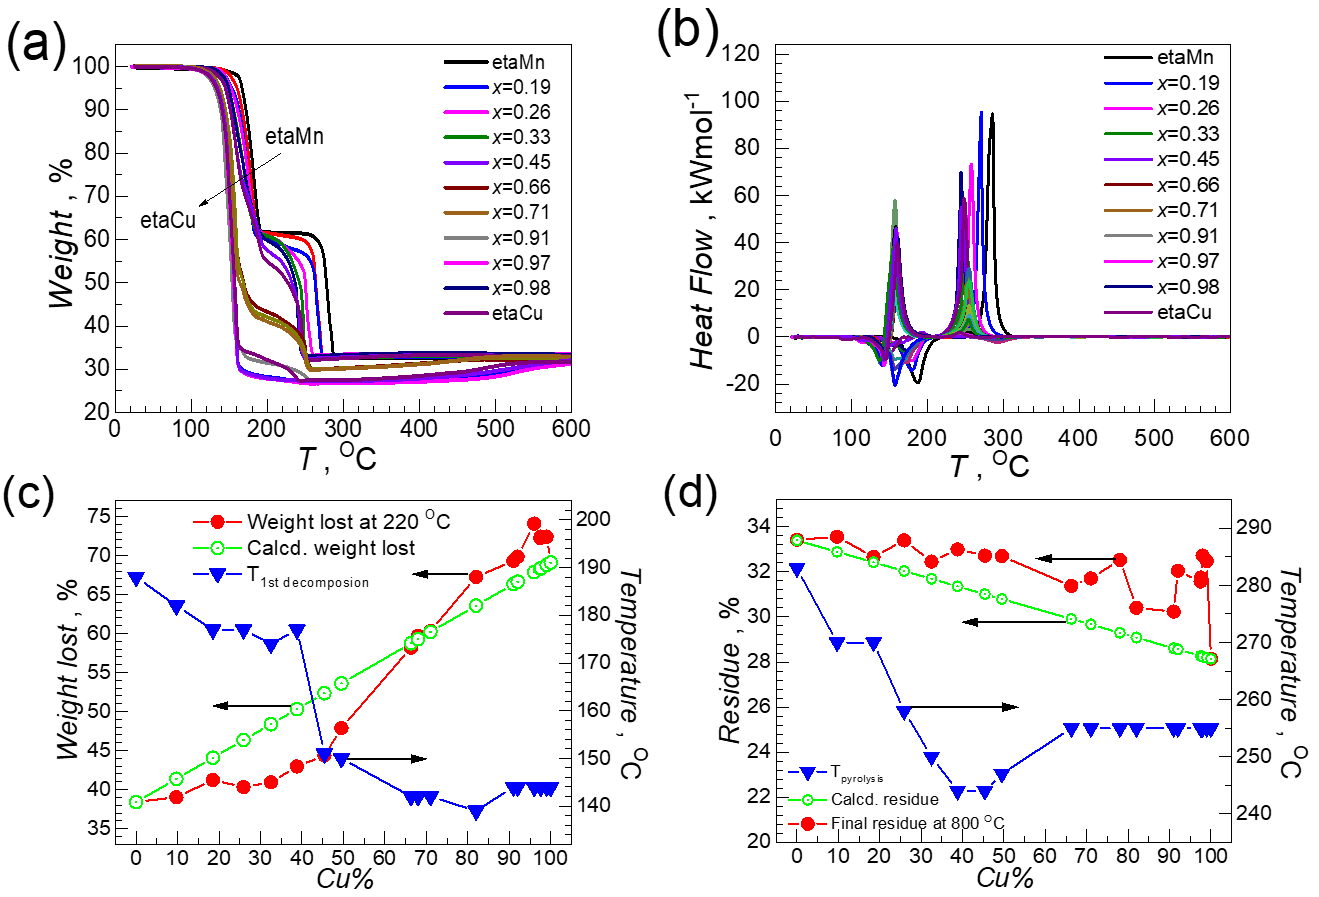 (a)
100
90
80
70
60
50
40
30
20
Weight , %
0 100 200 300 400 500 600
T , ᴼC
etaMn
etaCu
etaMn
x=0.19
x=0.26
x=0.33
x=0.45
x=0.66
x=0.71
x=0.91
x=0.97
x=0.98
etaCu
(b)
120
100
80
60
40
20
0
-20
Heat Flow , kWmol⁻¹
0 100 200 300 400 500 600
T , ᴼC
etaMn
x=0.19
x=0.26
x=0.33
x=0.45
x=0.66
x=0.71
x=0.91
x=0.97
x=0.98
etaCu
(c)
75
70
65
60
55
50
45
40
35
Weight lost, %
Weight lost at 220 ᴼC
Calcd. weight lost
T1st decomposion
200
190
180
170
160
150
140
Temperature , ᴼC
0 10 20 30 40 50 60 70 80 90 100
Cu%
(d)
34
32
30
28
26
24
22
20
Residue , %
Tpyrolysis
Calcd. residue
Final residue at 800 ᴼC
290
280
270
260
250
240
Temperature , ᴼC
0 10 20 30 40 50 60 70 80 90 100
Cu%